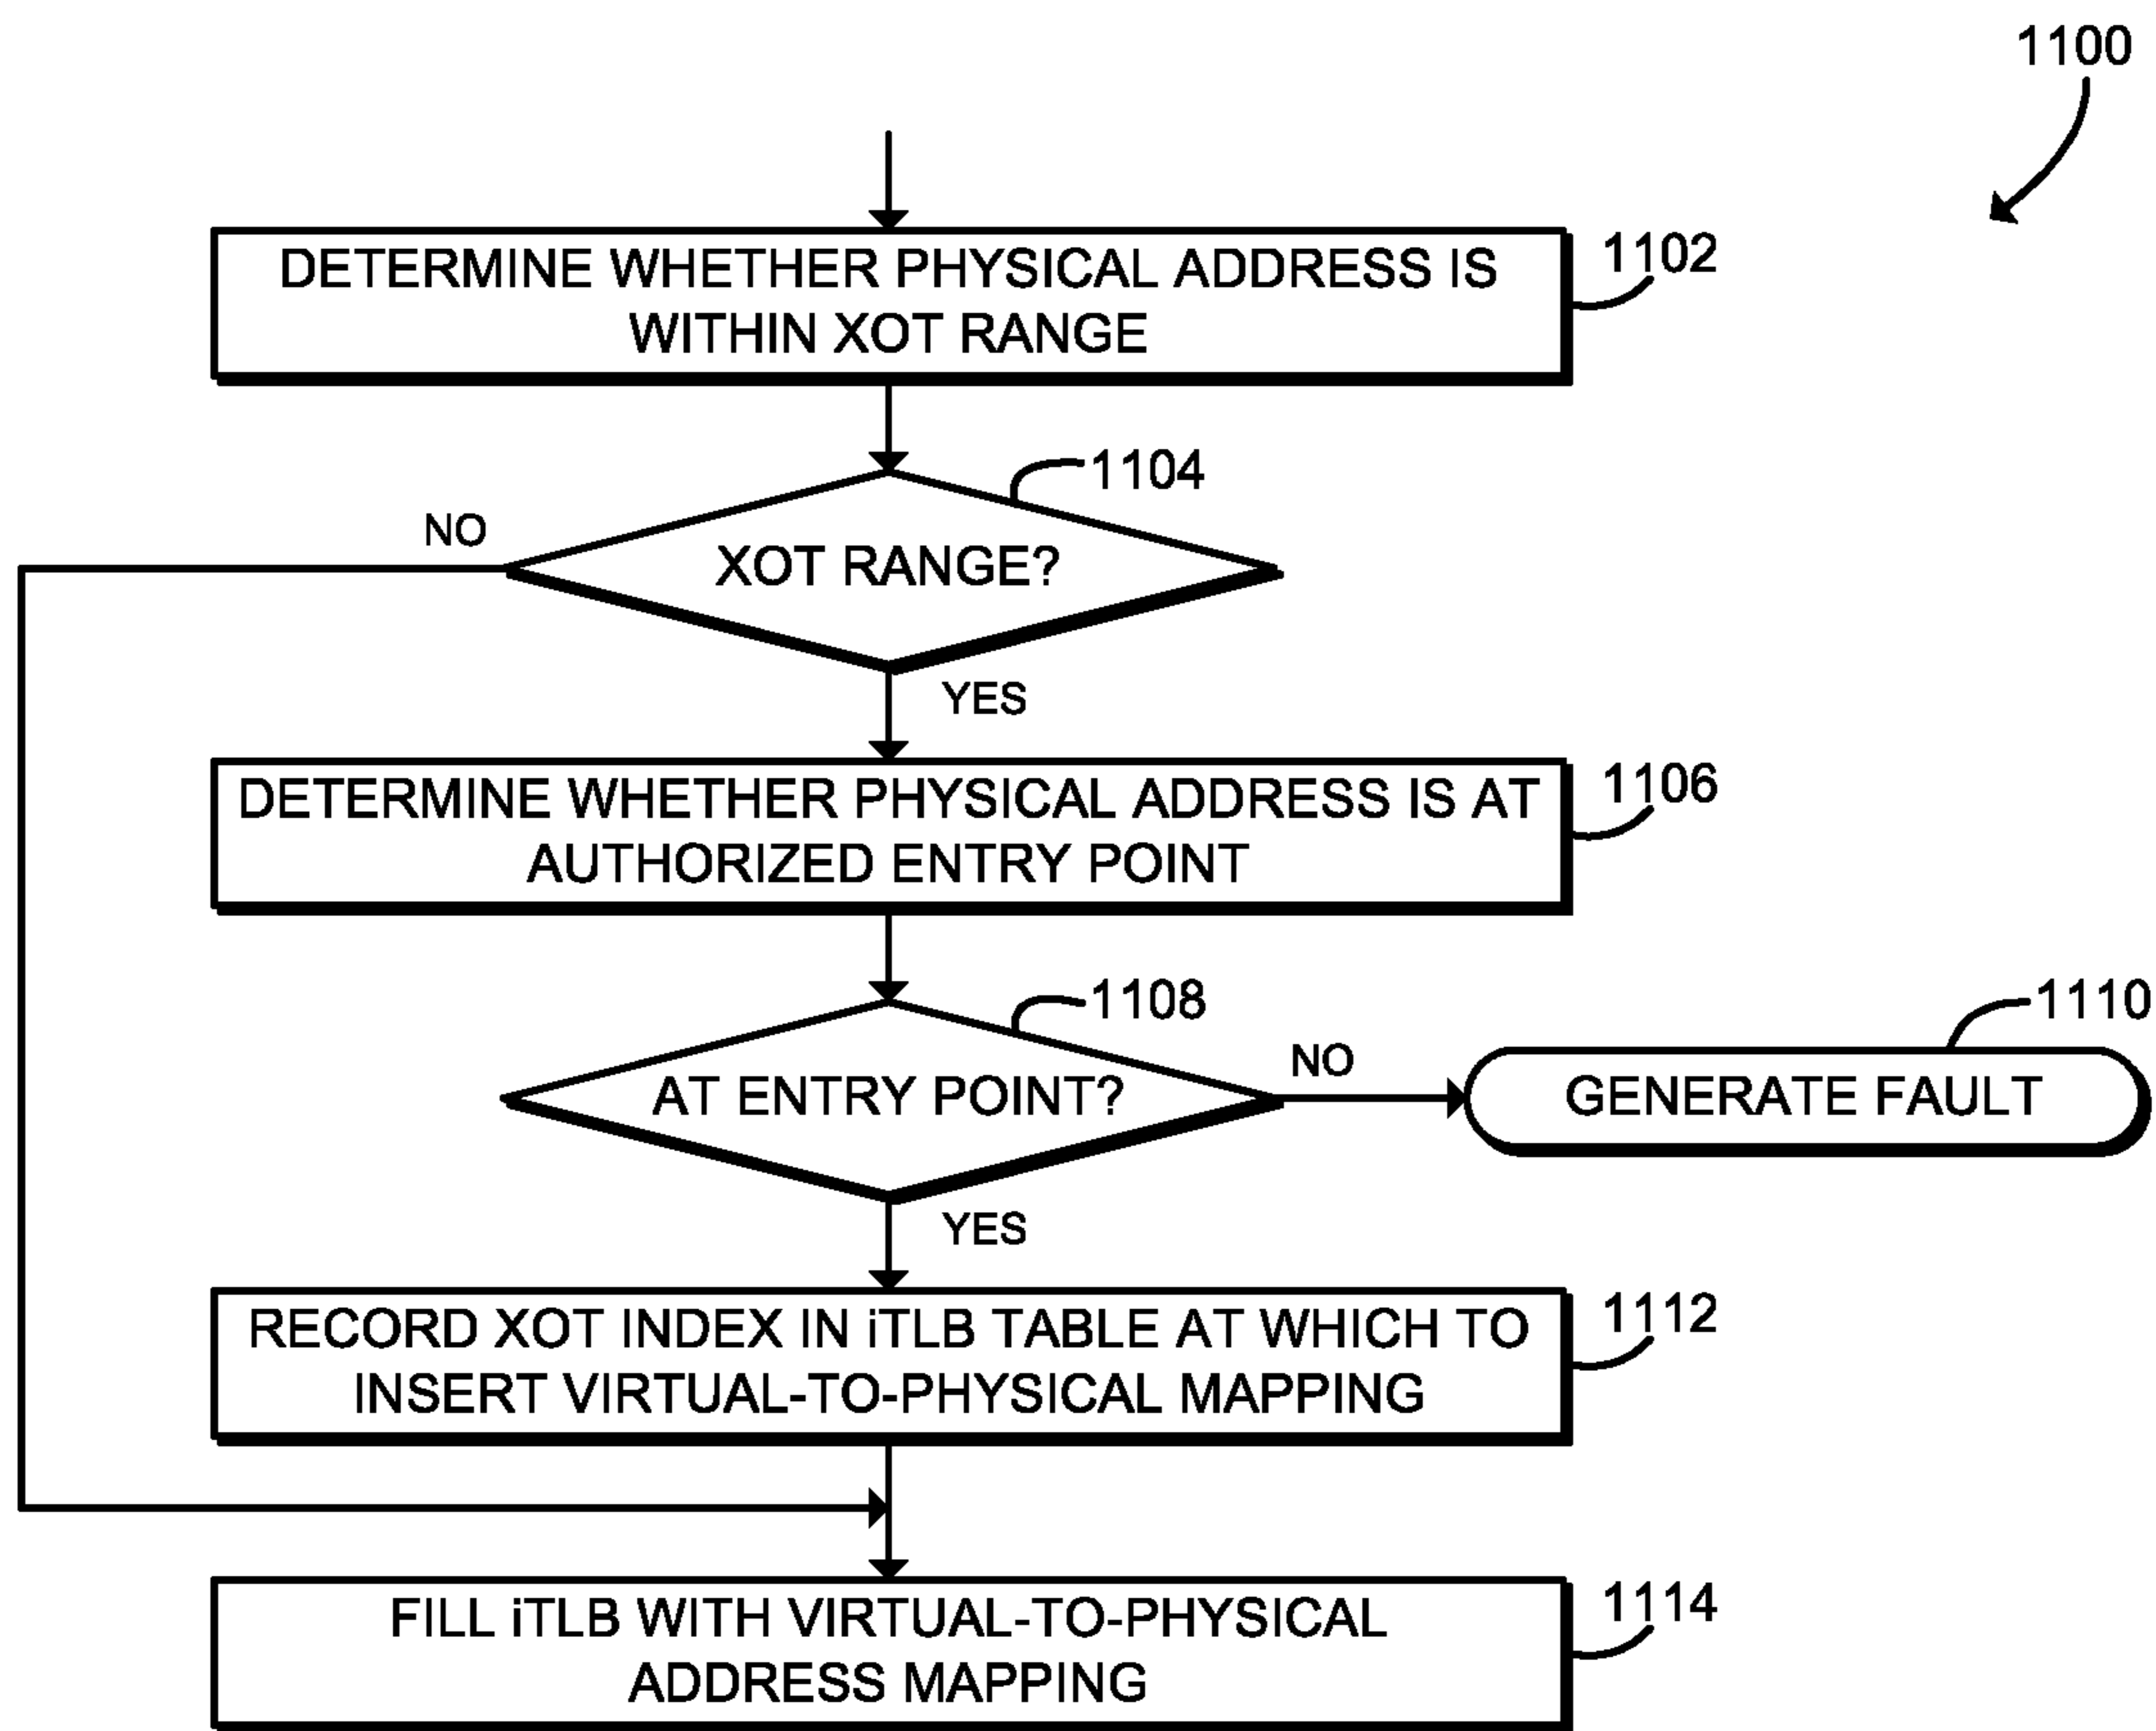 1100
DETERMINE WHETHER PHYSICAL ADDRESS IS
WITHIN XOT RANGE
1102
1104
NO
XOT RANGE?
YES
DETERMINE WHETHER PHYSICAL ADDRESS IS AT
AUTHORIZED ENTRY POINT
1106
1108
AT ENTRY POINT?
NO
1110
GENERATE FAULT
YES
RECORD XOT INDEX IN iTLB TABLE AT WHICH TO
INSERT VIRTUAL-TO-PHYSICAL MAPPING
1112
FILL iTLB WITH VIRTUAL-TO-PHYSICAL
ADDRESS MAPPING
1114